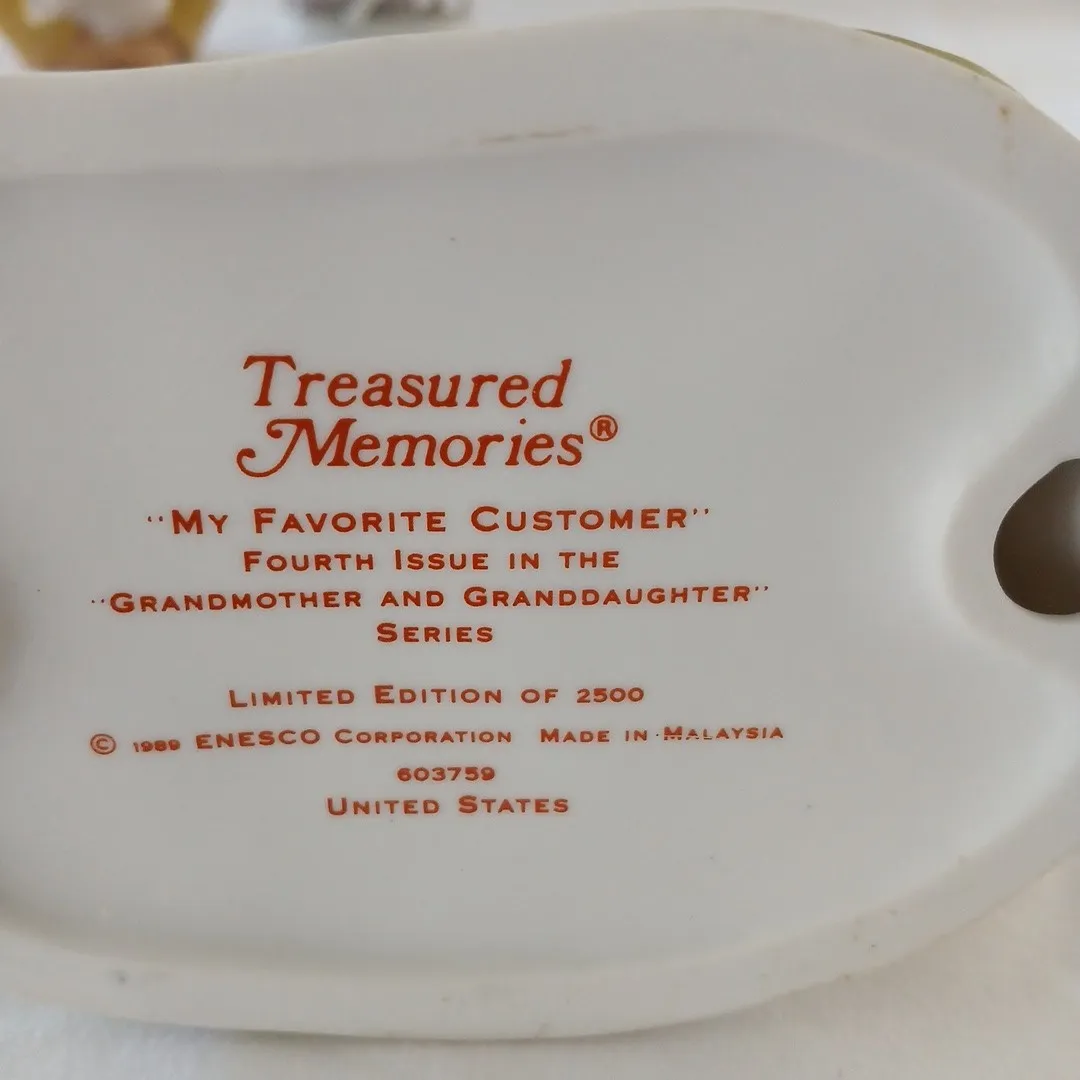 Treasured
Memories®
"My Favorite Customer"
Fourth Issue in the
"Grandmother and Granddaughter"
Series
Limited Edition of 2500
© 1989 ENESCO Corporation Made in Malaysia
603759
United States